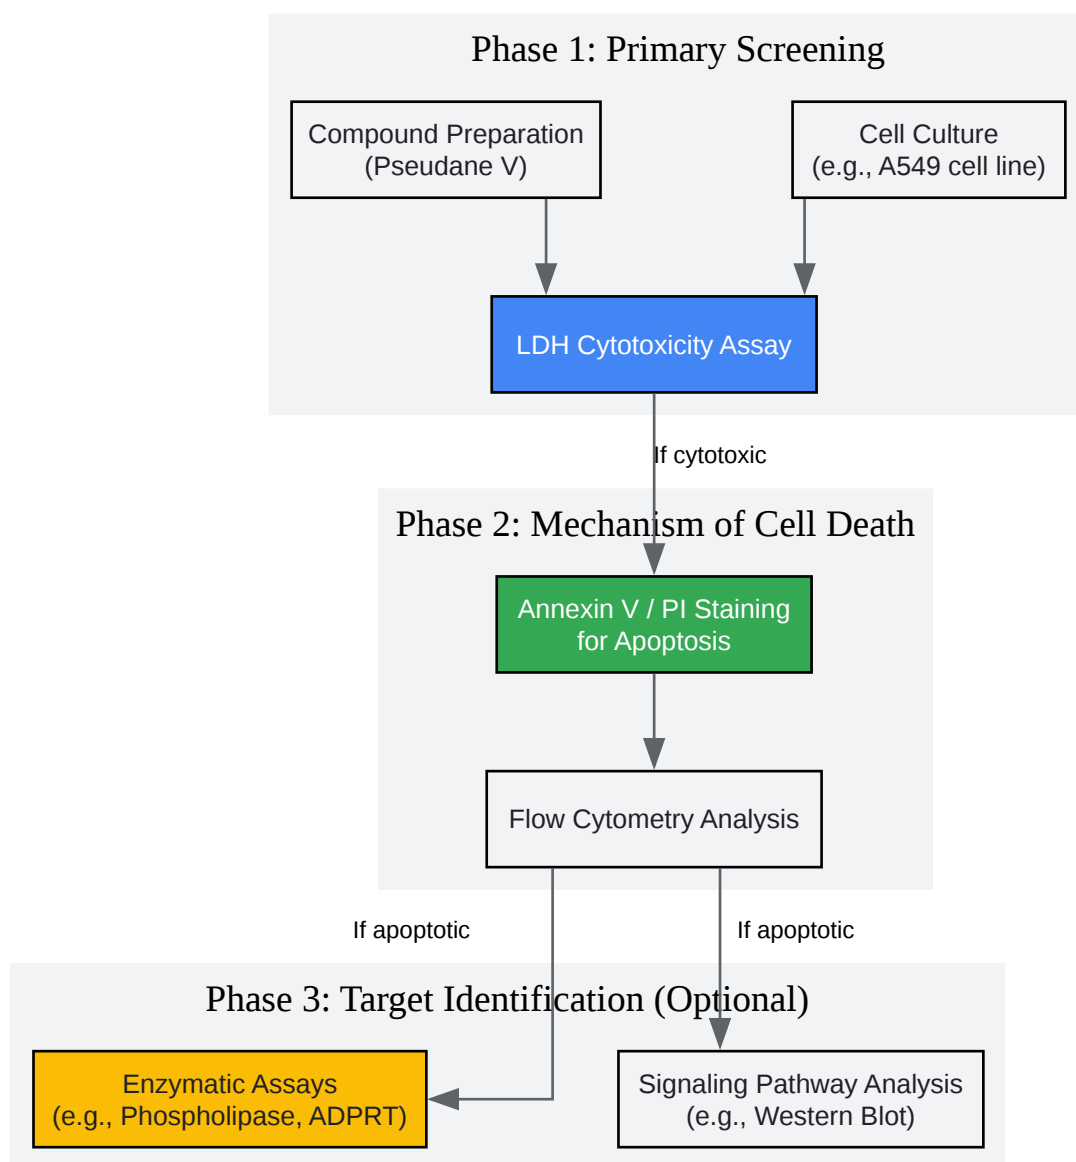 Phase 1: Primary Screening
Compound Preparation
(Pseudane V)
Cell Culture
(e.g., A549 cell line)
LDH Cytotoxicity Assay
If cytotoxic
Phase 2: Mechanism of Cell Death
Annexin V / PI Staining
for Apoptosis
Flow Cytometry Analysis
If apoptotic
If apoptotic
Phase 3: Target Identification (Optional)
Enzymatic Assays
(e.g., Phospholipase, ADPRT)
Signaling Pathway Analysis
(e.g., Western Blot)